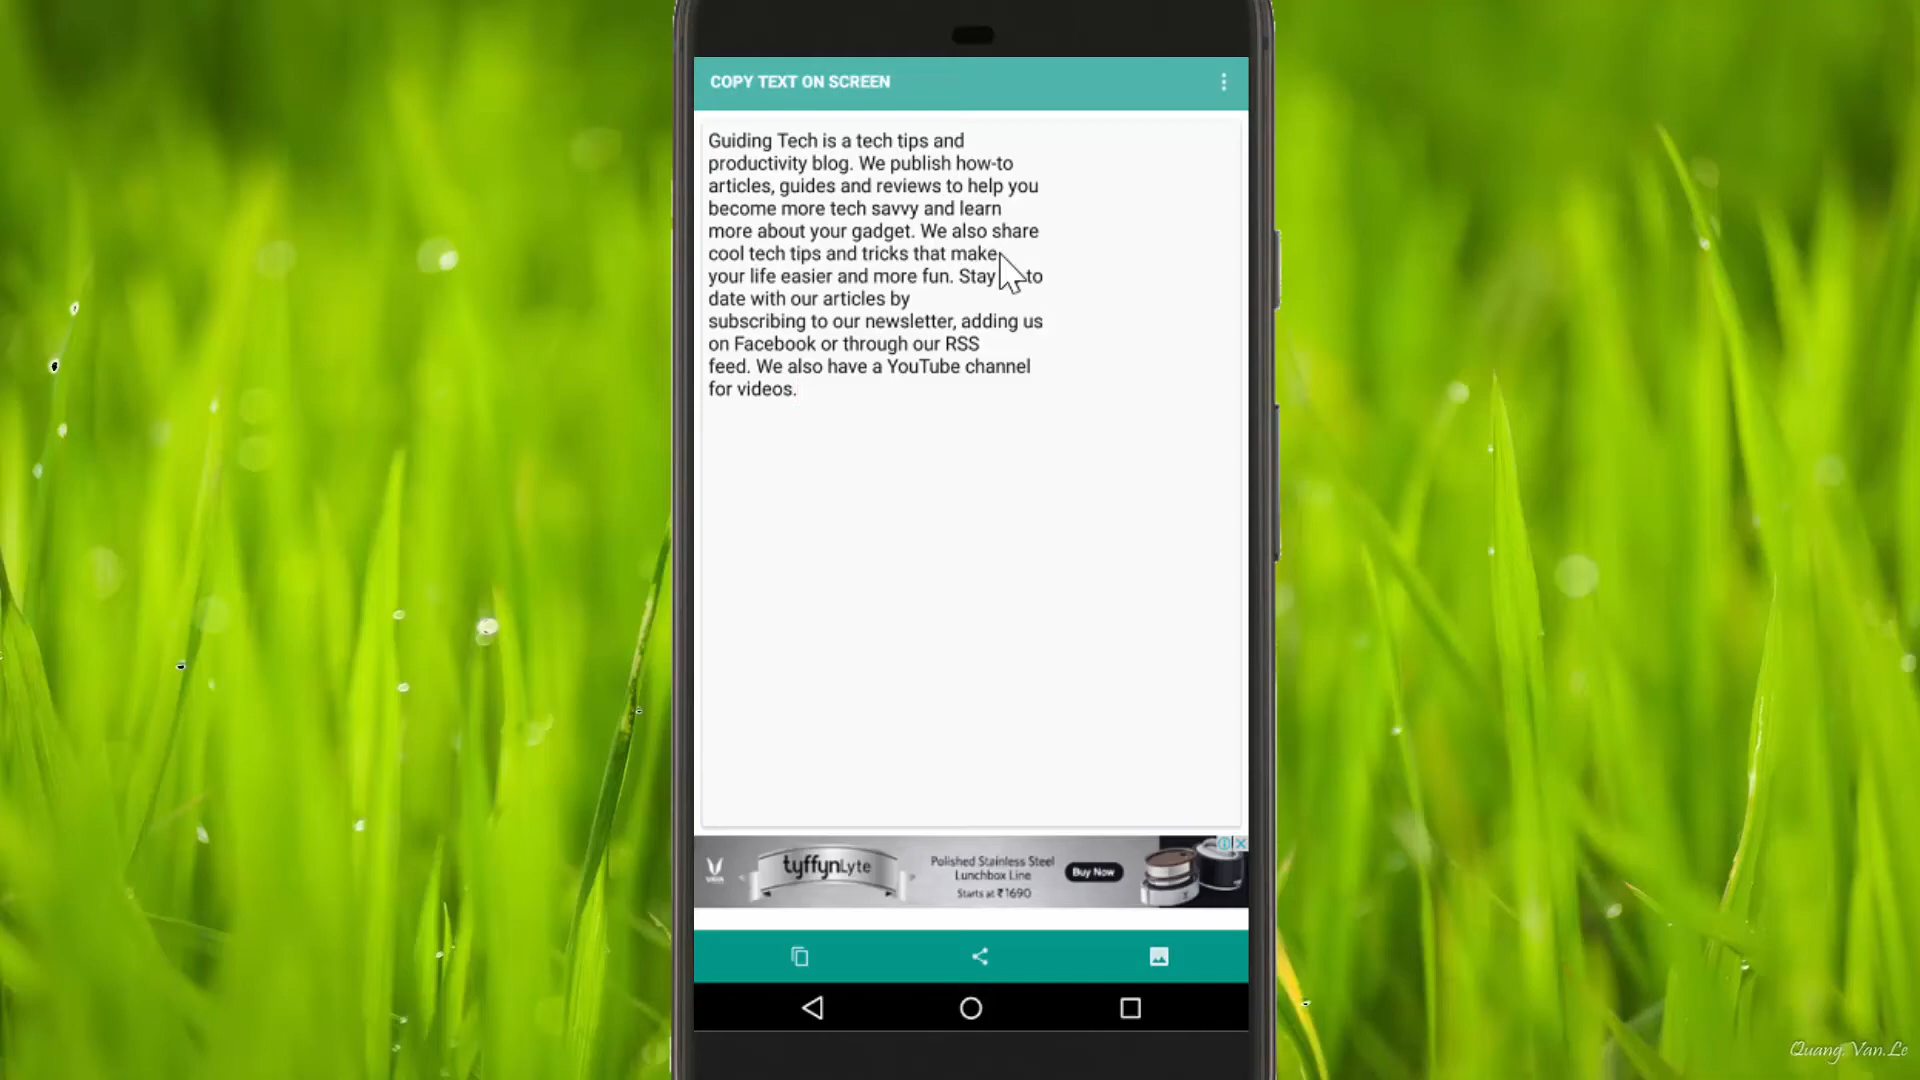 COPY TEXT ON SCREEN
Guiding Tech is a tech tips and
productivity blog. We publish how-to
articles, guides and reviews to help you
become more tech savvy and learn
more about your gadget. We also share
cool tech tips and tricks that make
your life easier and more fun. Stay to
date with our articles by
subscribing to our newsletter, adding us
on Facebook or through our RSS
feed. We also have a YouTube channel
for videos.
tyffynLyte
Polished Stainless Steel
Lunchbox Line
Starts at ₹1690
Buy Now
Quang.Van.Le